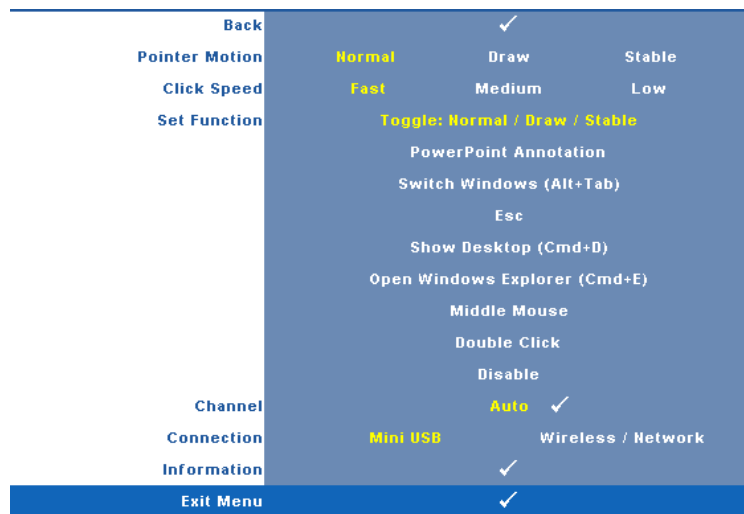 Back ✓
Pointer Motion Normal Draw Stable
Click Speed Fast Medium Low
Set Function Toggle: Normal / Draw / Stable
PowerPoint Annotation
Switch Windows (Alt+Tab)
Esc
Show Desktop (Cmd+D)
Open Windows Explorer (Cmd+E)
Middle Mouse
Double Click
Disable
Channel Auto ✓
Connection Mini USB Wireless / Network
Information ✓
Exit Menu ✓